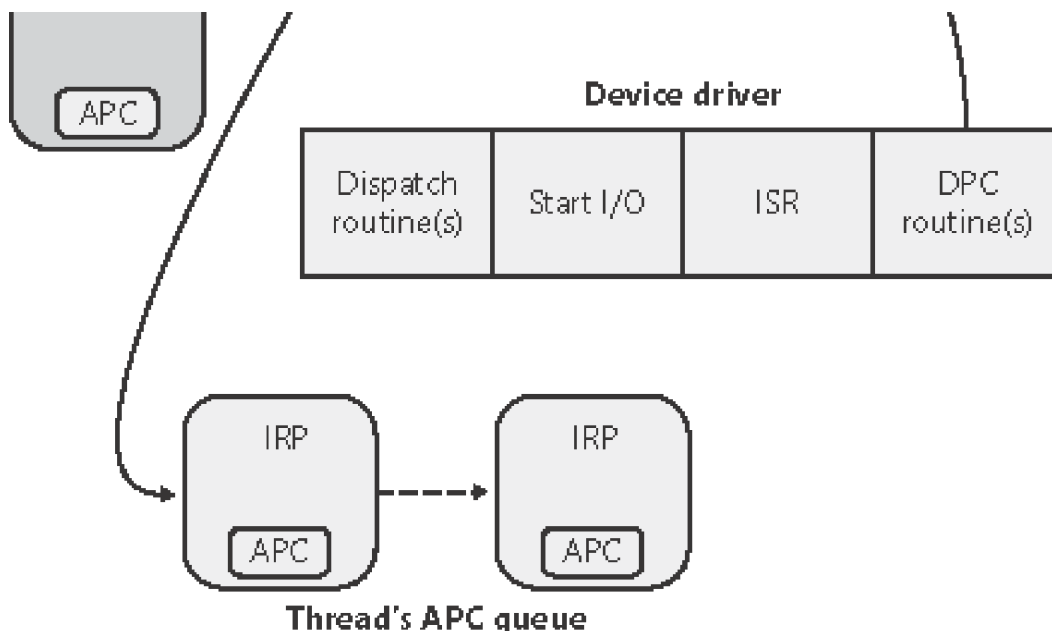 APC
Device driver
Dispatch
routine(s)
Start I/O
ISR
DPC
routine(s)
IRP
APC
IRP
APC
Thread's APC queue